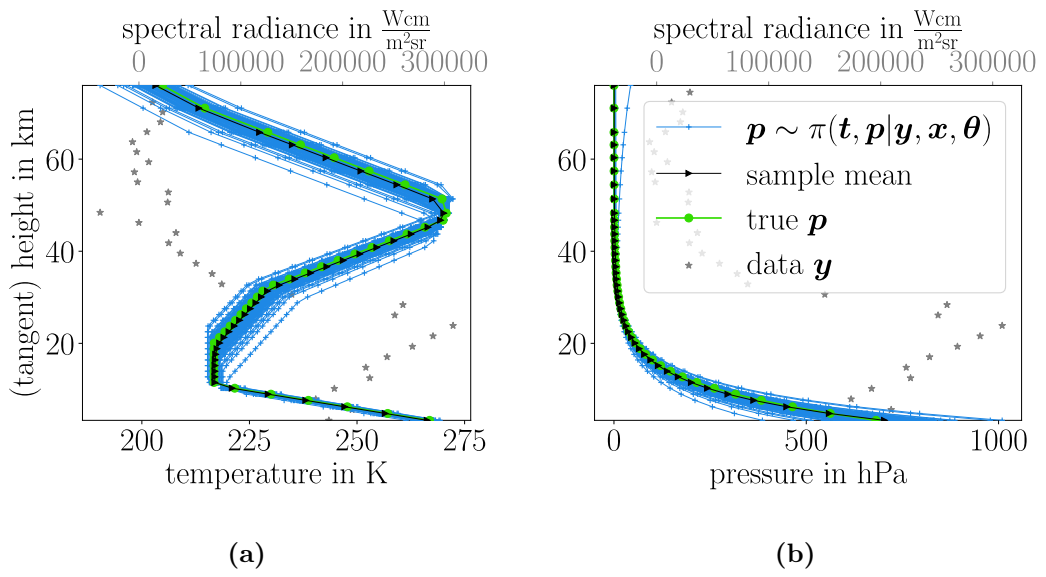 spectral radiance in Wcm/m²sr
0 100000 200000 300000
(tangent) height in km
60
40
20
200 225 250 275
temperature in K
(a)
spectral radiance in Wcm/m²sr
0 100000 200000 300000
p ∼ π(t, p|y, x, θ)
sample mean
true p
data y
60
40
20
0 500 1000
pressure in hPa
(b)